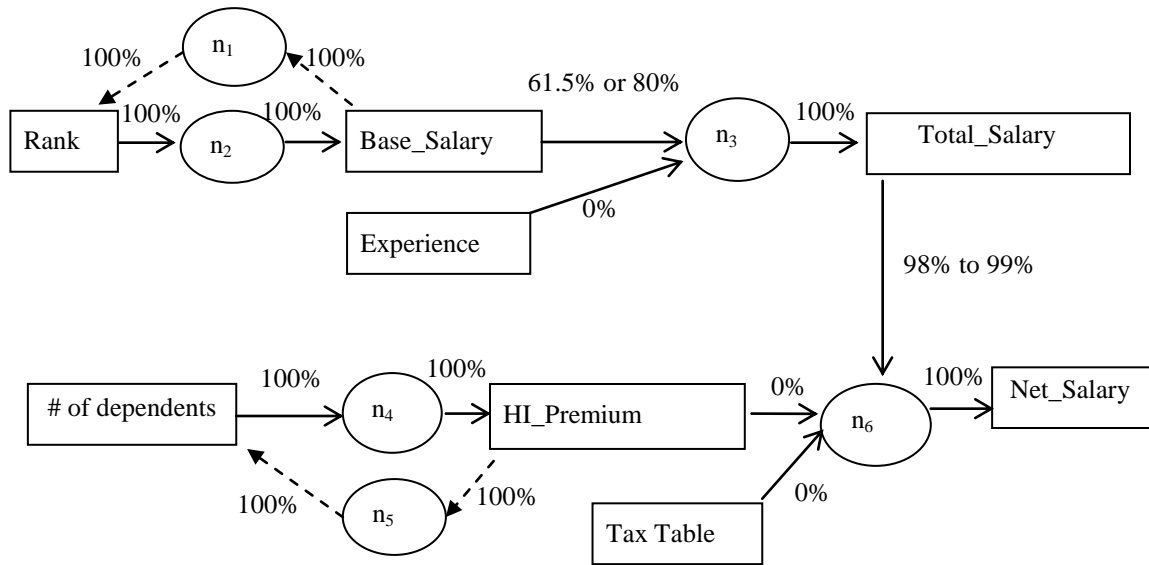 n1
100%
100%
61.5% or 80%
100%
100%
100%
Rank
n2
Base_Salary
n3
Total_Salary
0%
Experience
98% to 99%
100%
100%
0%
100%
# of dependents
n4
HI_Premium
n6
Net_Salary
100%
100%
0%
n5
Tax Table